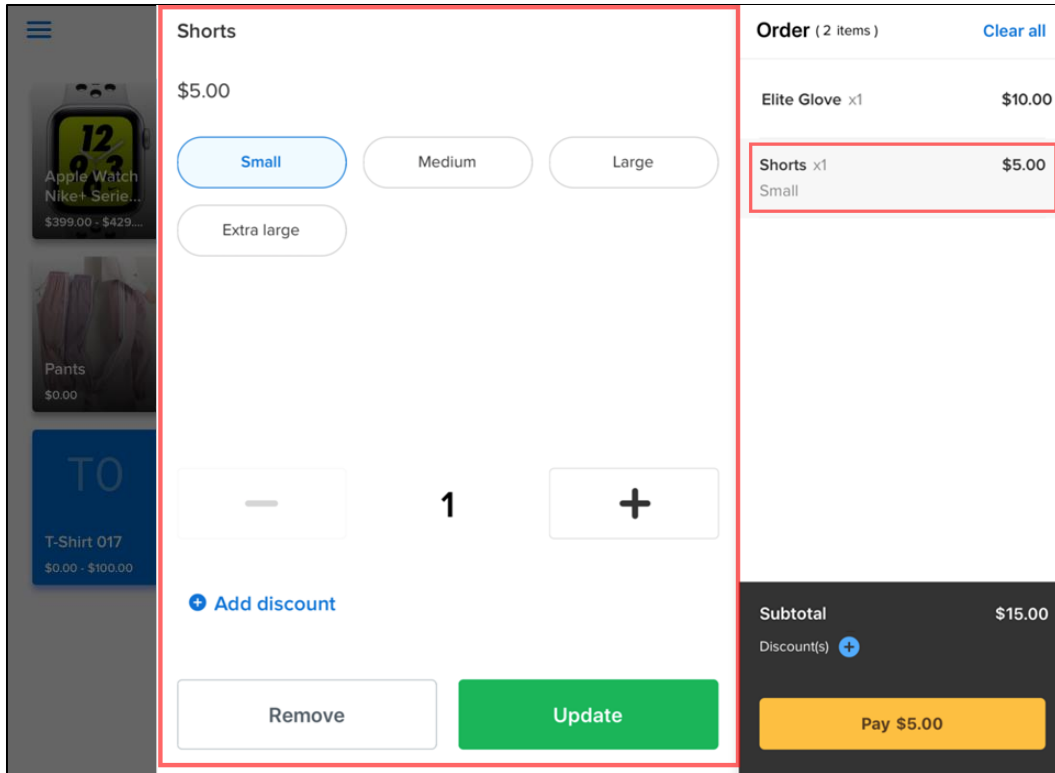 Shorts
$5.00
Small
Medium
Large
Extra large
1
Add discount
Remove
Update
Order ( 2 items )
Clear all
Elite Glove x1
$10.00
Shorts x1
$5.00
Small
Subtotal
$15.00
Discount(s)
Pay $5.00
12
Apple Watch
Nike+ Serie...
$399.00 - $429....
Pants
$0.00
T0
T-Shirt 017
$0.00 - $100.00